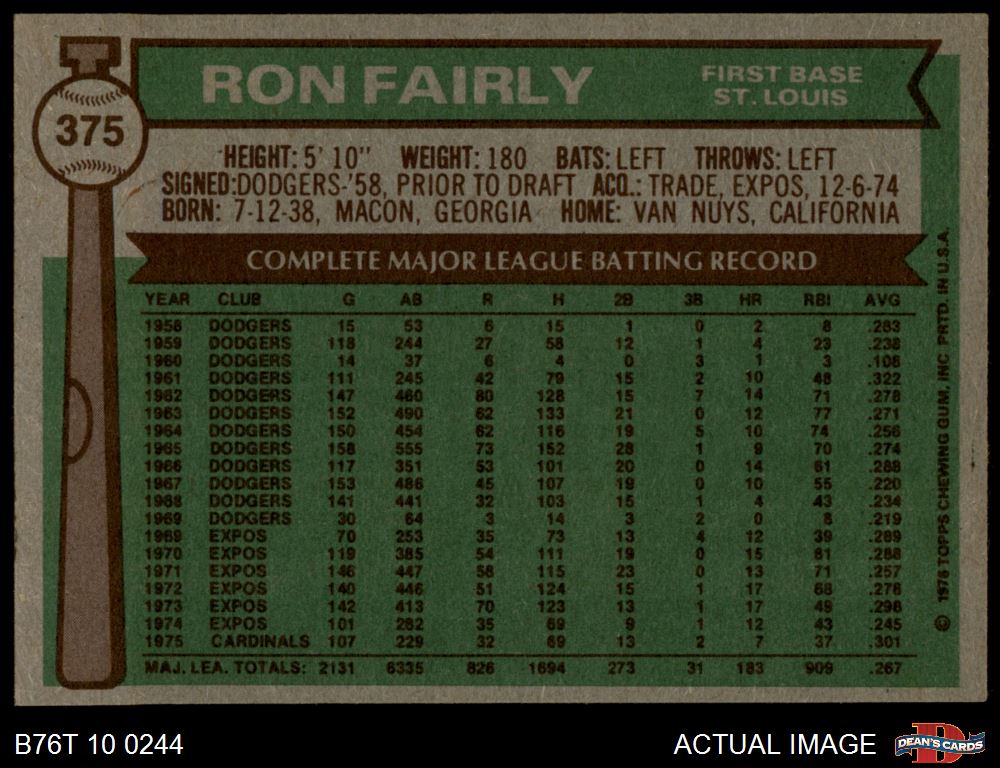 375
RON FAIRLY
FIRST BASE
ST. LOUIS
HEIGHT: 5' 10" WEIGHT: 180 BATS: LEFT THROWS: LEFT
SIGNED: DODGERS-'58, PRIOR TO DRAFT ACQ.: TRADE, EXPOS, 12-6-74
BORN: 7-12-38, MACON, GEORGIA HOME: VAN NUYS, CALIFORNIA
COMPLETE MAJOR LEAGUE BATTING RECORD
YEAR CLUB G AB R H 2B 3B HR RBI AVG
1958 DODGERS 15 53 6 15 1 0 2 8 .283
1959 DODGERS 118 244 27 58 12 1 4 23 .238
1960 DODGERS 14 37 6 4 0 3 1 3 .108
1961 DODGERS 111 245 42 79 15 2 10 48 .322
1962 DODGERS 147 460 80 128 15 7 14 71 .278
1963 DODGERS 152 490 62 133 21 0 12 77 .271
1964 DODGERS 150 454 62 116 19 5 10 74 .256
1965 DODGERS 158 555 73 152 28 1 9 70 .274
1966 DODGERS 117 351 53 101 20 0 14 61 .288
1967 DODGERS 153 486 45 107 19 0 10 55 .220
1968 DODGERS 141 441 32 103 15 1 4 43 .234
1969 DODGERS 30 64 3 14 3 2 0 8 .219
1969 EXPOS 70 253 35 73 13 4 12 39 .289
1970 EXPOS 119 385 54 111 19 0 15 61 .288
1971 EXPOS 146 447 58 115 23 0 13 71 .257
1972 EXPOS 140 446 51 124 15 1 17 68 .278
1973 EXPOS 142 413 70 123 13 1 17 49 .298
1974 EXPOS 101 282 35 69 9 1 12 43 .245
1975 CARDINALS 107 229 32 69 13 2 7 37 .301
MAJ. LEA. TOTALS: 2131 6335 826 1694 273 31 183 909 .267
© 1976 TOPPS CHEWING GUM, INC PRTD. IN U.S.A.
B76T 10 0244
ACTUAL IMAGE
D
DEAN'S CARDS